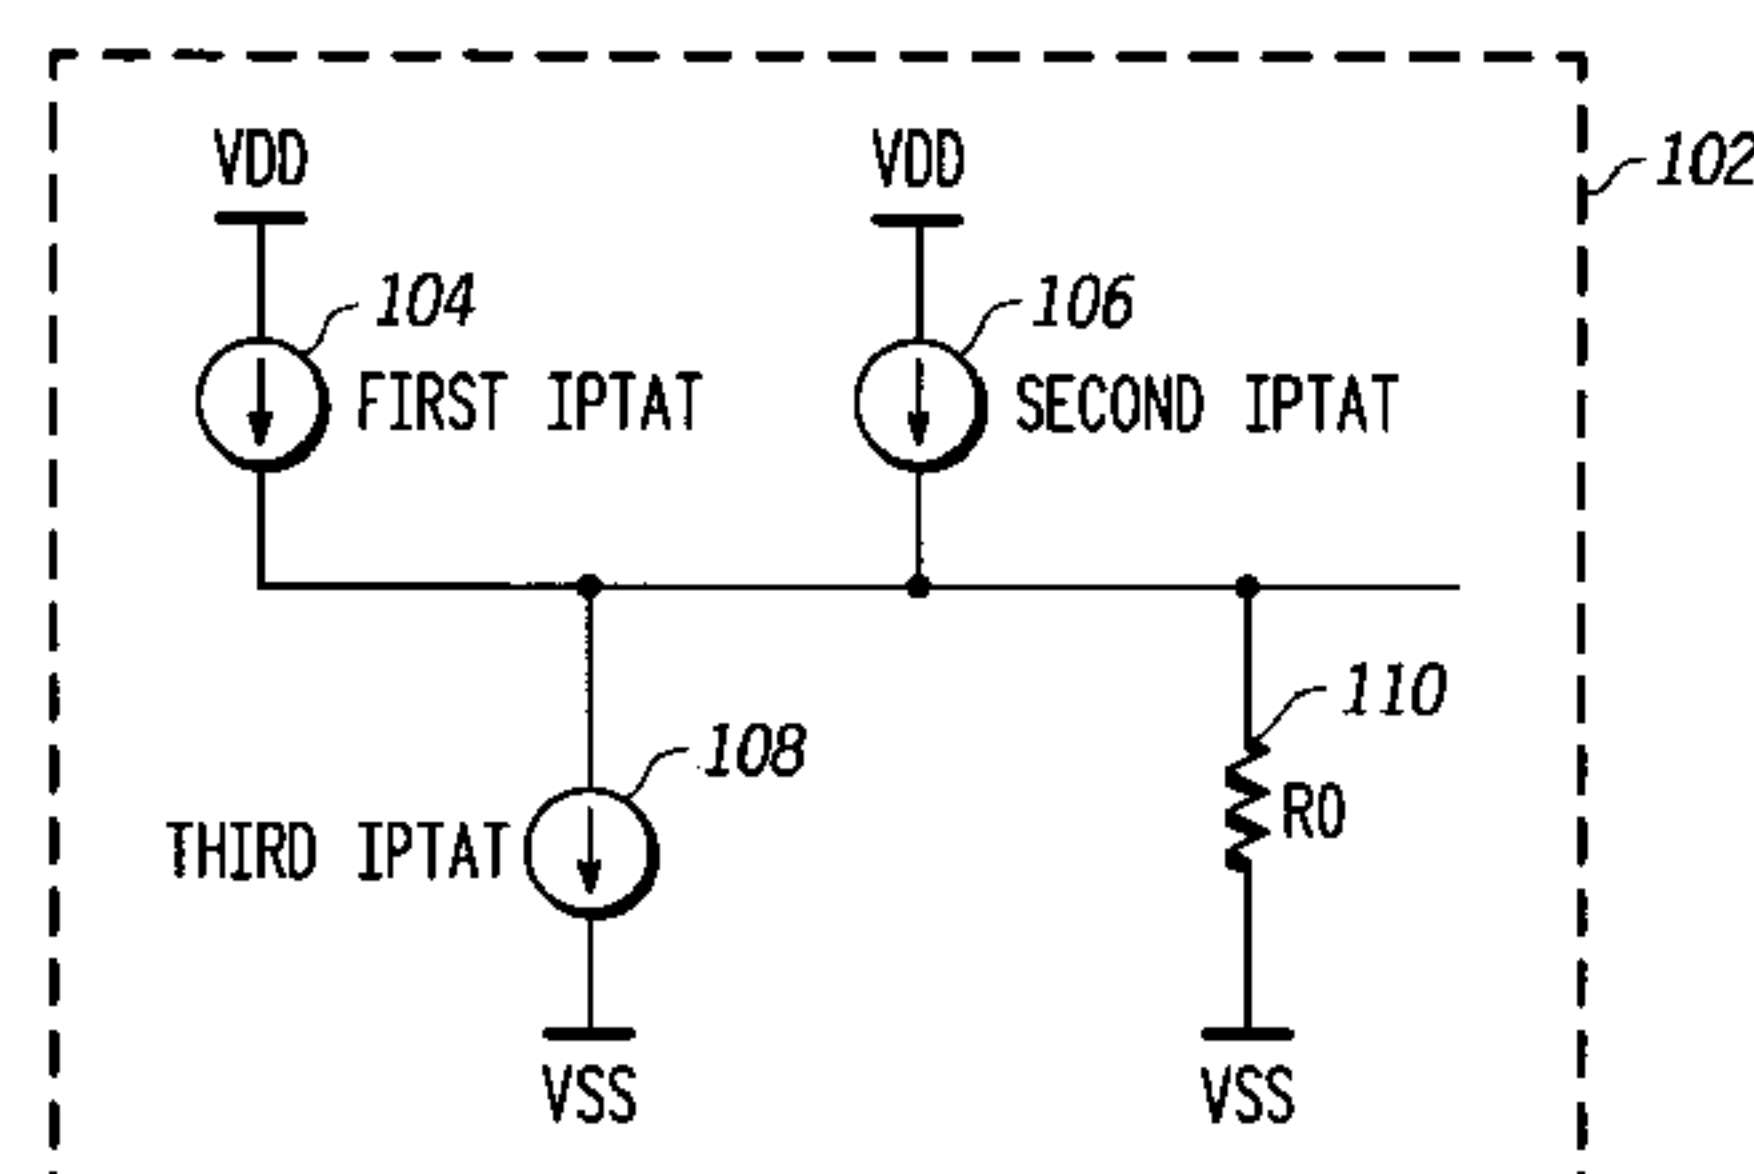 VDD
VDD
102
104
106
FIRST IPTAT
SECOND IPTAT
110
108
THIRD IPTAT
R0
VSS
VSS